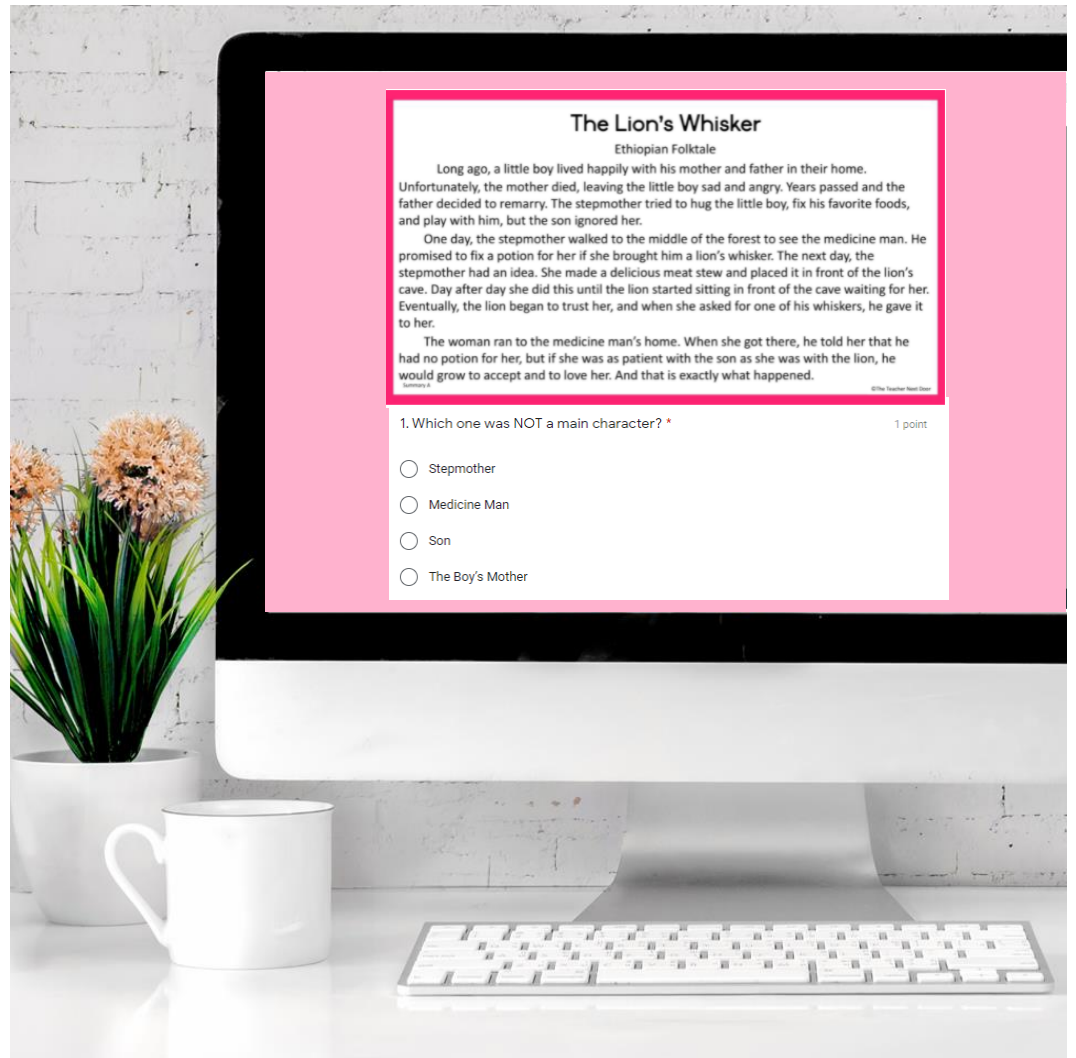 The Lion's Whisker
Ethiopian Folktale
Long ago, a little boy lived happily with his mother and father in their home.
Unfortunately, the mother died, leaving the little boy sad and angry. Years passed and the
father decided to remarry. The stepmother tried to hug the little boy, fix his favorite foods,
and play with him, but the son ignored her.
One day, the stepmother walked to the middle of the forest to see the medicine man. He
promised to fix a potion for her if she brought him a lion's whisker. The next day, the
stepmother had an idea. She made a delicious meat stew and placed it in front of the lion's
cave. Day after day she did this until the lion started sitting in front of the cave waiting for her.
Eventually, the lion began to trust her, and when she asked for one of his whiskers, he gave it
to her.
The woman ran to the medicine man's home. When she got there, he told her that he
had no potion for her, but if she was as patient with the son as she was with the lion, he
would grow to accept and to love her. And that is exactly what happened.
Summary A
©The Teacher Next Door
1. Which one was NOT a main character? *
1 point
Stepmother
Medicine Man
Son
The Boy's Mother